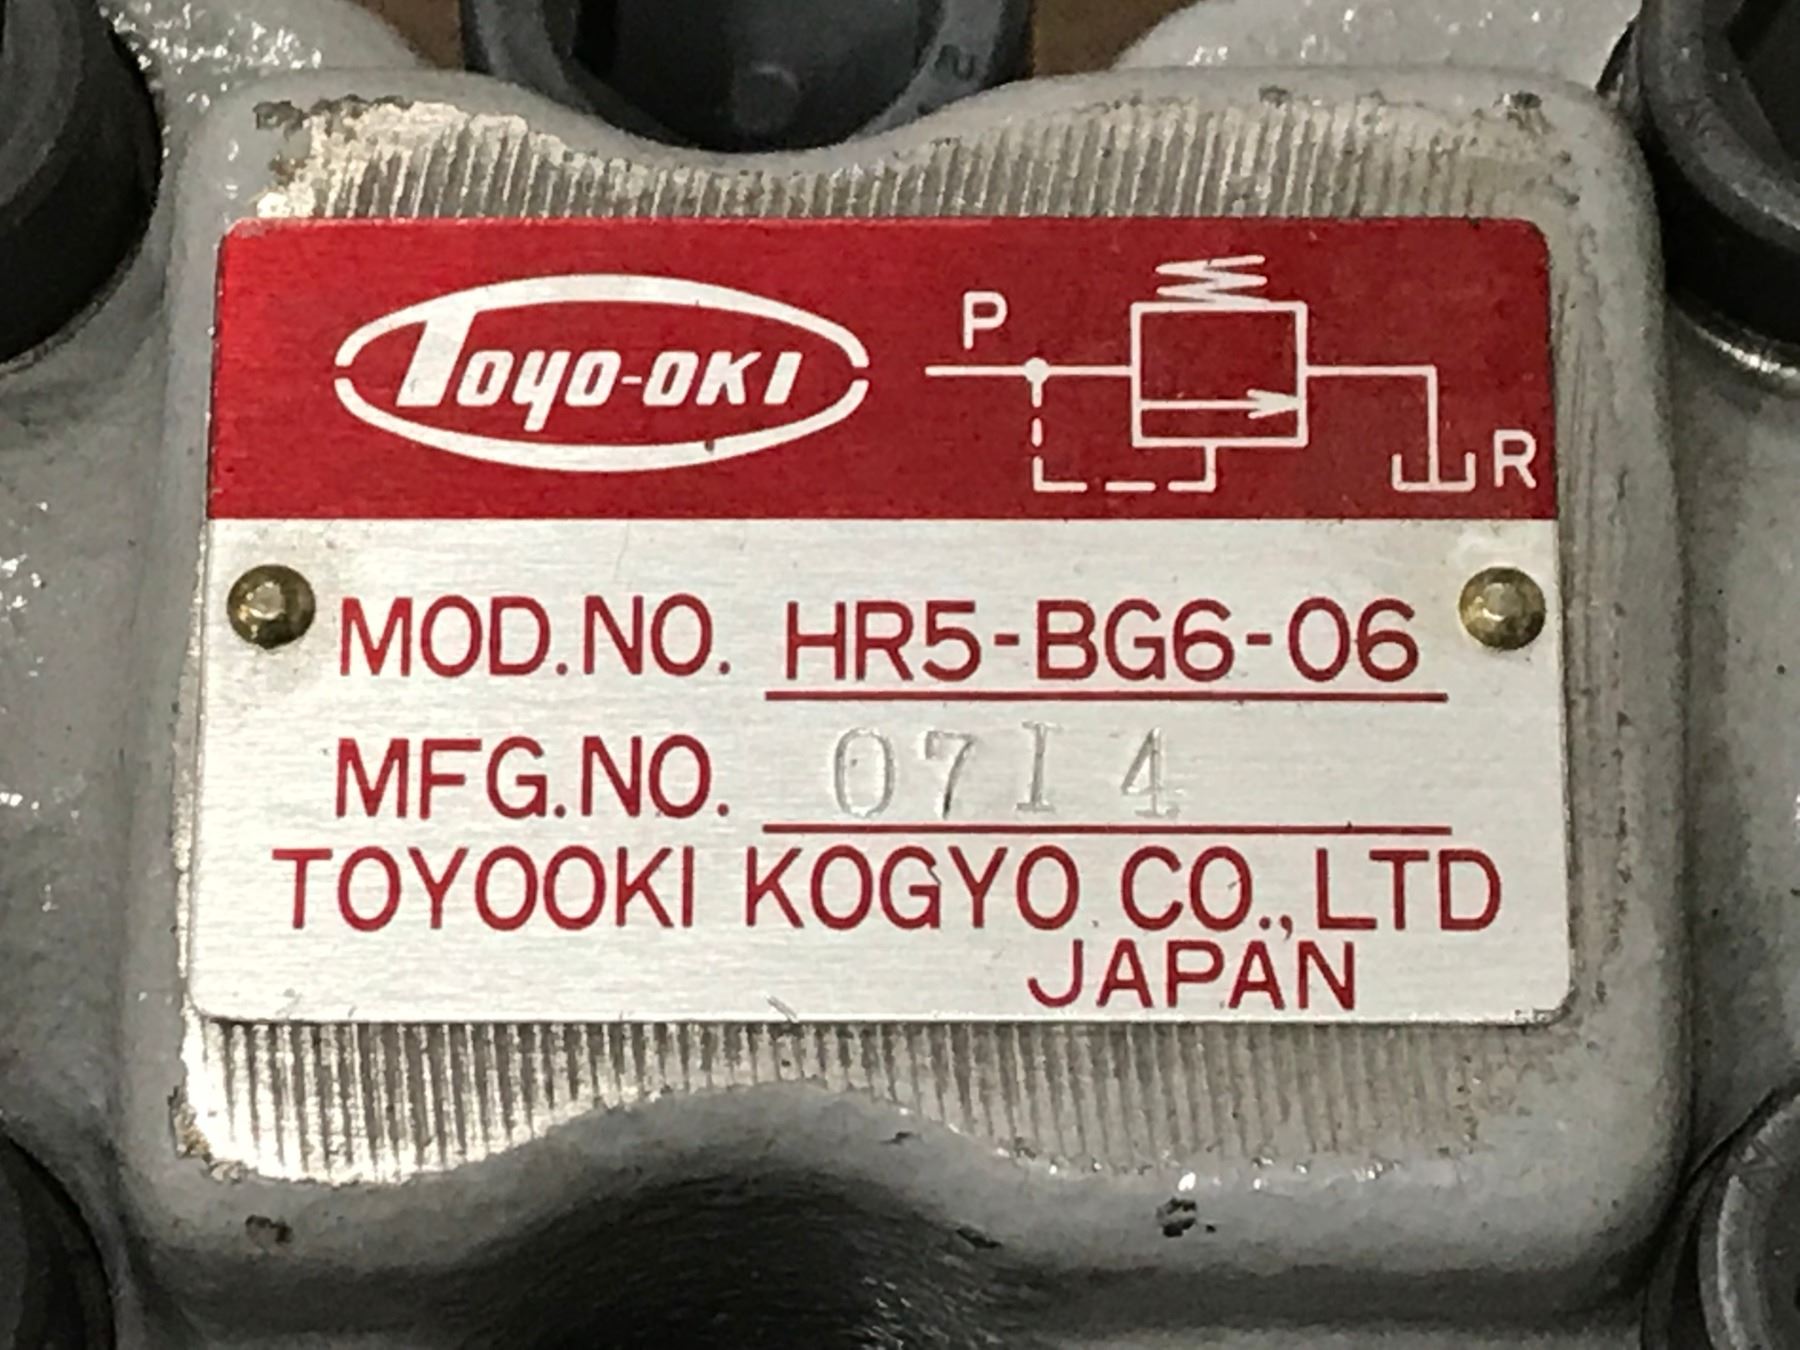 TOYO-OKI
P
R
MOD.NO. HR5-BG6-06
MFG.NO. 0714
TOYOOKI KOGYO CO.,LTD
JAPAN